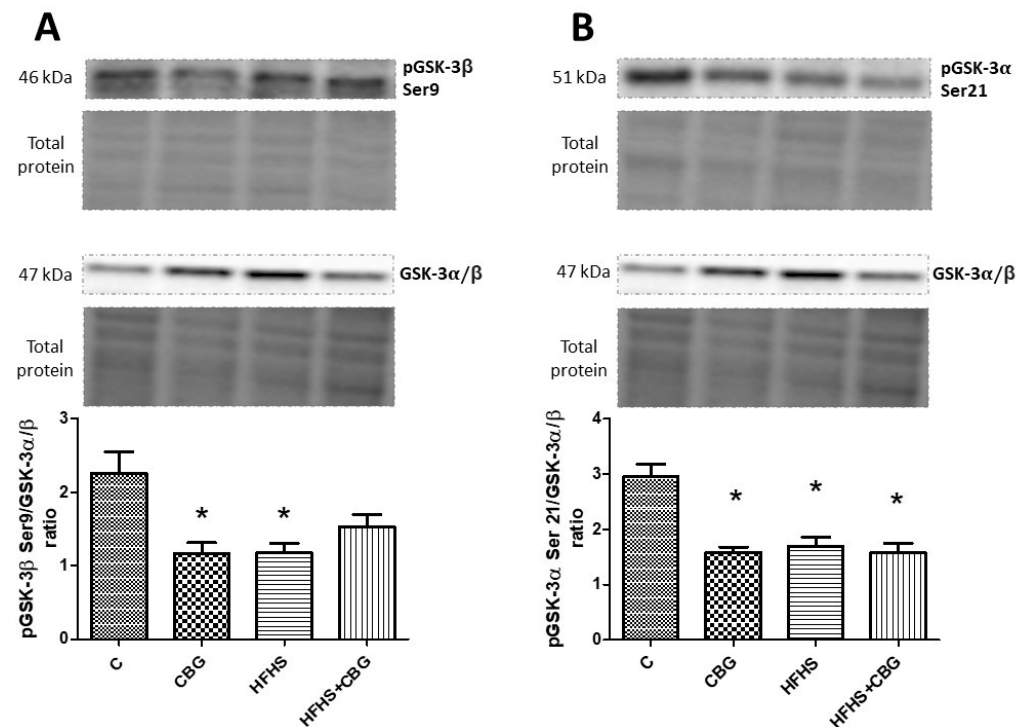 A
46 kDa
pGSK-3β
Ser9
Total
protein
47 kDa
GSK-3α/β
Total
protein
pGSK-3β Ser9/GSK-3α/β
ratio
3
2
1
0
*
*
C
CBG
HFHS
HFHS+CBG
B
51 kDa
pGSK-3α
Ser21
Total
protein
47 kDa
GSK-3α/β
Total
protein
pGSK-3α Ser 21/GSK-3α/β
ratio
4
3
2
1
0
*
*
*
C
CBG
HFHS
HFHS+CBG